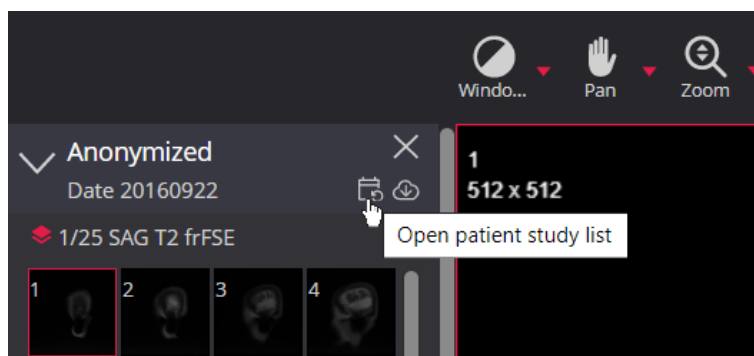 Windo...
Pan
Zoom
Anonymized
Date 20160922
1
512 x 512
Open patient study list
1/25 SAG T2 frFSE
1
2
3
4